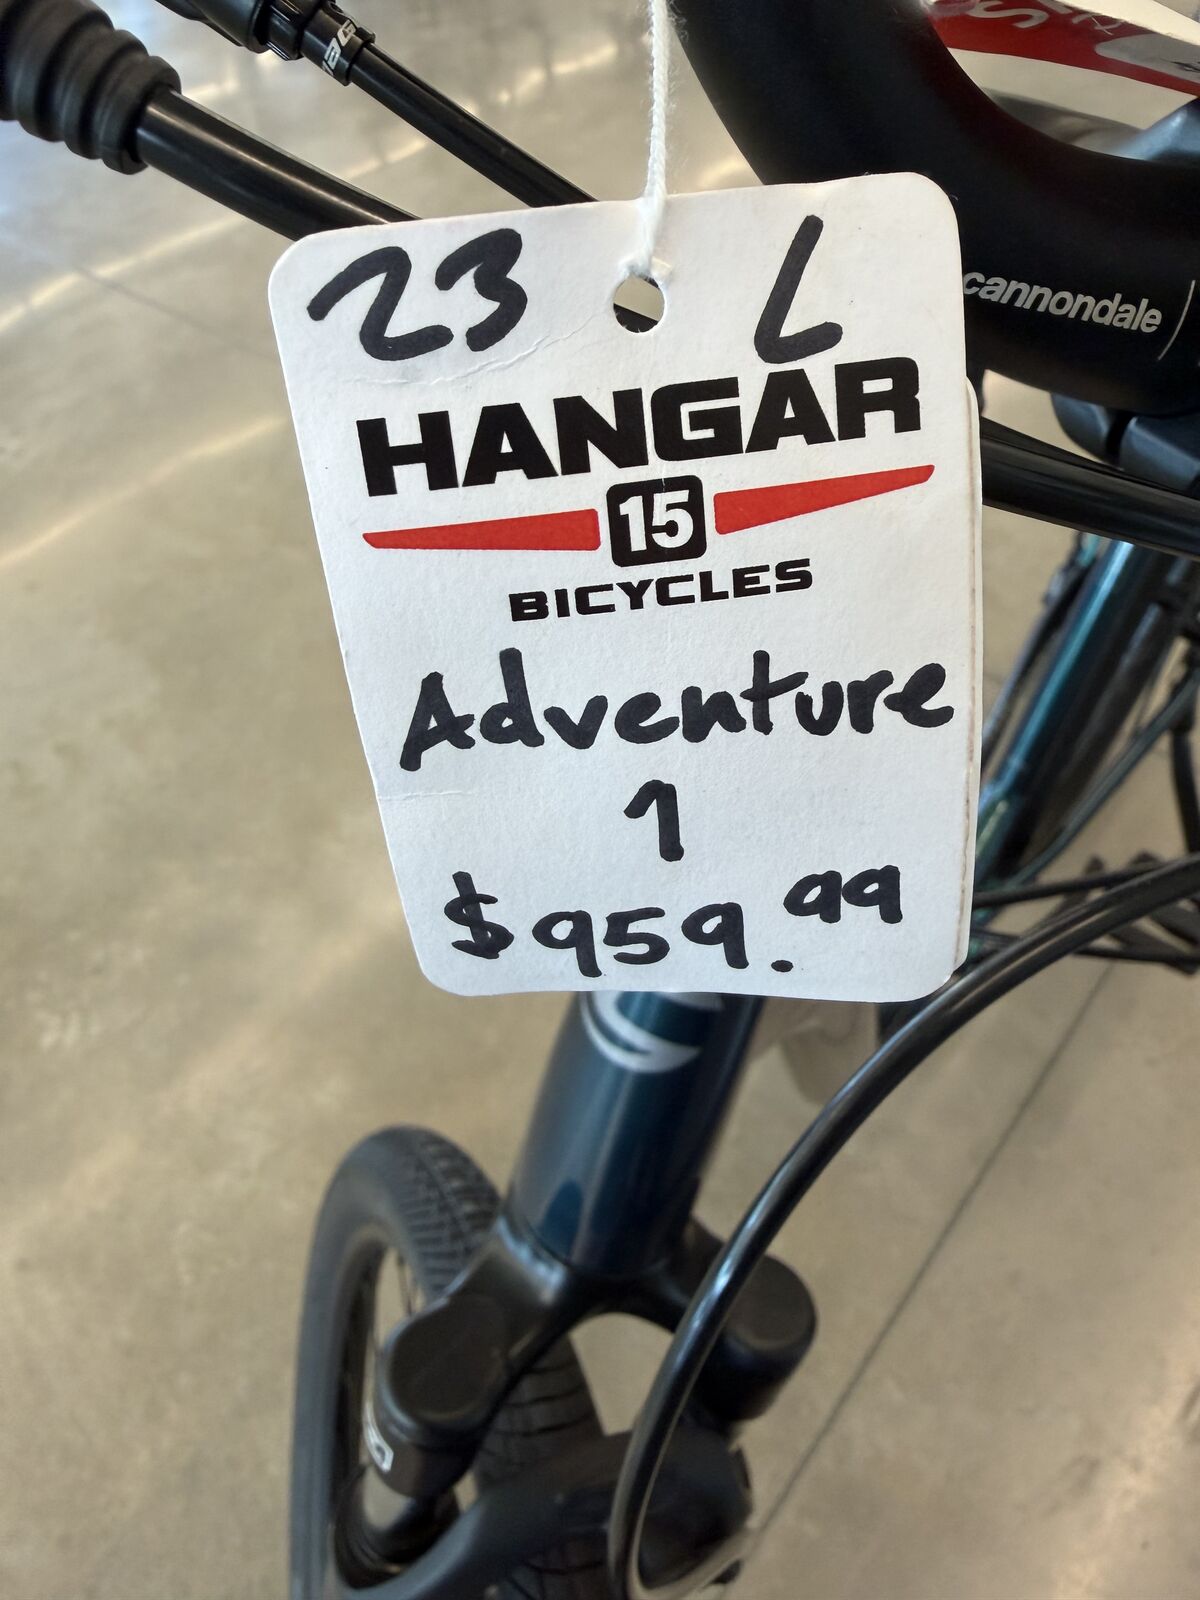 23 L
HANGAR
15
BICYCLES
Adventure
1
$959.99
cannondale